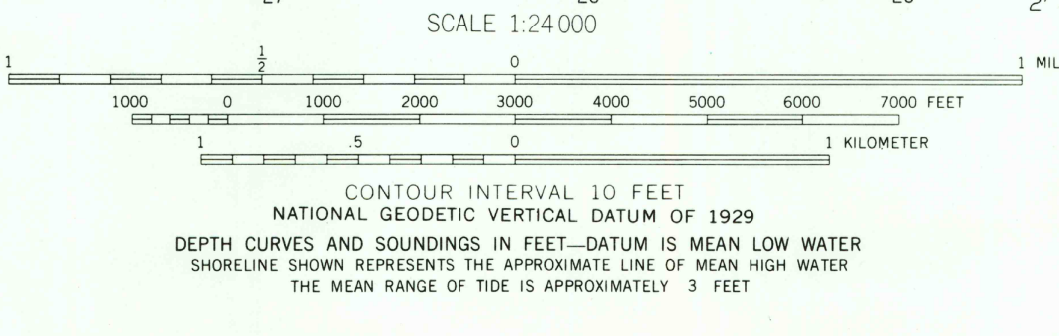 SCALE 1:24 000
1 1/2 0 1 MIL
1000 0 1000 2000 3000 4000 5000 6000 7000 FEET
1 .5 0 1 KILOMETER
CONTOUR INTERVAL 10 FEET
NATIONAL GEODETIC VERTICAL DATUM OF 1929
DEPTH CURVES AND SOUNDINGS IN FEET—DATUM IS MEAN LOW WATER
SHORELINE SHOWN REPRESENTS THE APPROXIMATE LINE OF MEAN HIGH WATER
THE MEAN RANGE OF TIDE IS APPROXIMATELY 3 FEET